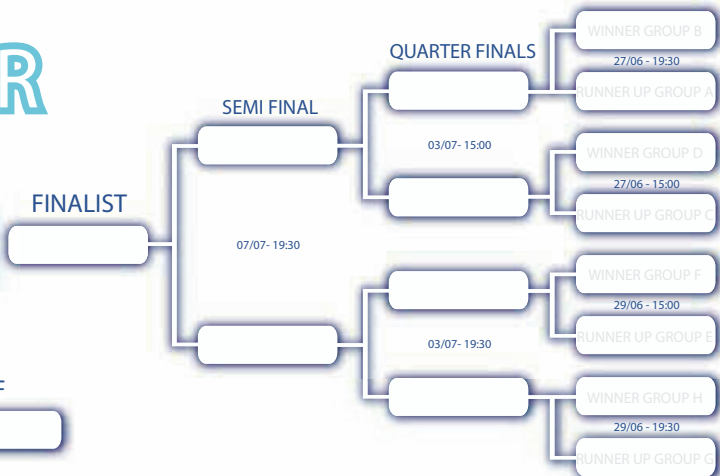 R
QUARTER FINALS
SEMI FINAL
FINALIST
WINNER GROUP B
27/06 - 19:30
RUNNER UP GROUP A
03/07- 15:00
WINNER GROUP D
27/06 - 15:00
RUNNER UP GROUP C
07/07- 19:30
WINNER GROUP F
29/06 - 15:00
RUNNER UP GROUP E
03/07- 19:30
WINNER GROUP H
29/06 - 19:30
RUNNER UP GROUP G